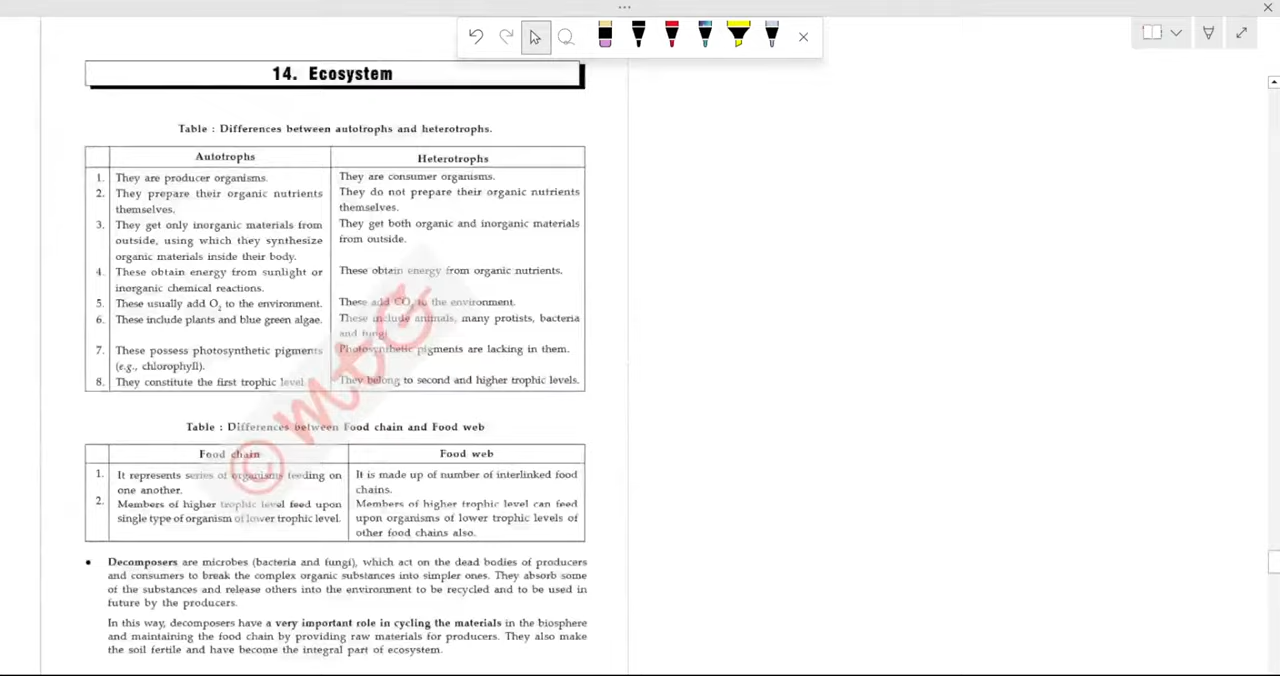 14. Ecosystem
Table : Differences between autotrophs and heterotrophs.
Autotrophs
Heterotrophs
1. They are producer organisms.
They are consumer organisms.
2. They prepare their organic nutrients
themselves.
They do not prepare their organic nutrients
themselves.
3. They get only inorganic materials from
outside, using which they synthesize
organic materials inside their body.
They get both organic and inorganic materials
from outside.
4. These obtain energy from sunlight or
inorganic chemical reactions.
These obtain energy from organic nutrients.
5. These usually add O₂ to the environment.
These add CO₂ to the environment.
6. These include plants and blue green algae.
These include animals, many protists, bacteria
and fungi
7. These possess photosynthetic pigments
(e.g., chlorophyll).
Photosynthetic pigments are lacking in them.
8. They constitute the first trophic level
They belong to second and higher trophic levels.
Table : Differences between Food chain and Food web
Food chain
Food web
1. It represents series of organisms feeding on
one another.
It is made up of number of interlinked food
chains.
2. Members of higher trophic level feed upon
single type of organism of lower trophic level.
Members of higher trophic level can feed
upon organisms of lower trophic levels of
other food chains also.
• Decomposers are microbes (bacteria and fungi), which act on the dead bodies of producers
and consumers to break the complex organic substances into simpler ones. They absorb some
of the substances and release others into the environment to be recycled and to be used in
future by the producers.
In this way, decomposers have a very important role in cycling the materials in the biosphere
and maintaining the food chain by providing raw materials for producers. They also make
the soil fertile and have become the integral part of ecosystem.
© mtG